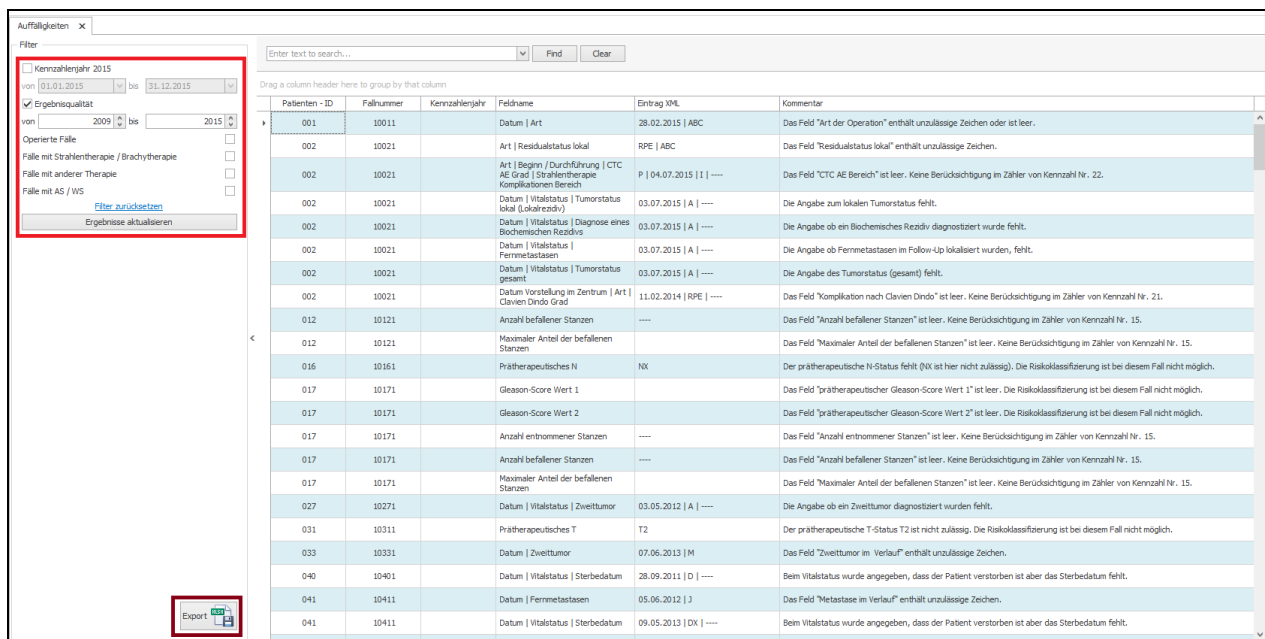 Auffälligkeiten X
Filter
Kennzahlenjahr 2015
von 01.01.2015 bis 31.12.2015
Ergebnisqualität
von 2009 bis 2015
Operierte Fälle
Fälle mit Strahlentherapie / Brachytherapie
Fälle mit anderer Therapie
Fälle mit AS / WS
Filter zurücksetzen
Ergebnisse aktualisieren
Export XLSX
Enter text to search... Find Clear
Drag a column header here to group by that column
Patienten - ID Fallnummer Kennzahlenjahr Feldname Eintrag XML Kommentar
001 10011 Datum | Art 28.02.2015 | ABC Das Feld "Art der Operation" enthält unzulässige Zeichen oder ist leer.
002 10021 Art | Residualstatus lokal RPE | ABC Das Feld "Residualstatus lokal" enthält unzulässige Zeichen.
002 10021 Art | Beginn / Durchführung | CTC
AE Grad | Strahlentherapie
Komplikationen Bereich P | 04.07.2015 | I | ---- Das Feld "CTC AE Bereich" ist leer. Keine Berücksichtigung im Zähler von Kennzahl Nr. 22.
002 10021 Datum | Vitalstatus | Tumorstatus
lokal (Lokalrezidiv) 03.07.2015 | A | ---- Die Angabe zum lokalen Tumorstatus fehlt.
002 10021 Datum | Vitalstatus | Diagnose eines
Biochemischen Rezidivs 03.07.2015 | A | ---- Die Angabe ob ein Biochemisches Rezidiv diagnostiziert wurde fehlt.
002 10021 Datum | Vitalstatus |
Fernmetastasen 03.07.2015 | A | ---- Die Angabe ob Fernmetastasen im Follow-Up lokalisiert wurden, fehlt.
002 10021 Datum | Vitalstatus | Tumorstatus
gesamt 03.07.2015 | A | ---- Die Angabe des Tumorstatus (gesamt) fehlt.
002 10021 Datum Vorstellung im Zentrum | Art |
Clavien Dindo Grad 11.02.2014 | RPE | ---- Das Feld "Komplikation nach Clavien Dindo" ist leer. Keine Berücksichtigung im Zähler von Kennzahl Nr. 21.
012 10121 Anzahl befallener Stanzen ---- Das Feld "Anzahl befallener Stanzen" ist leer. Keine Berücksichtigung im Zähler von Kennzahl Nr. 15.
012 10121 Maximaler Anteil der befallenen
Stanzen Das Feld "Maximaler Anteil der befallenen Stanzen" ist leer. Keine Berücksichtigung im Zähler von Kennzahl Nr. 15.
016 10161 Prätherapeutisches N NX Der prätherapeutische N-Status fehlt (NX ist hier nicht zulässig). Die Risikoklassifizierung ist bei diesem Fall nicht möglich.
017 10171 Gleason-Score Wert 1 Das Feld "prätherapeutischer Gleason-Score Wert 1" ist leer. Die Risikoklassifizierung ist bei diesem Fall nicht möglich.
017 10171 Gleason-Score Wert 2 Das Feld "prätherapeutischer Gleason-Score Wert 2" ist leer. Die Risikoklassifizierung ist bei diesem Fall nicht möglich.
017 10171 Anzahl entnommener Stanzen ---- Das Feld "Anzahl entnommener Stanzen" ist leer. Keine Berücksichtigung im Zähler von Kennzahl Nr. 15.
017 10171 Anzahl befallener Stanzen ---- Das Feld "Anzahl befallener Stanzen" ist leer. Keine Berücksichtigung im Zähler von Kennzahl Nr. 15.
017 10171 Maximaler Anteil der befallenen
Stanzen Das Feld "Maximaler Anteil der befallenen Stanzen" ist leer. Keine Berücksichtigung im Zähler von Kennzahl Nr. 15.
027 10271 Datum | Vitalstatus | Zweittumor 03.05.2012 | A | ---- Die Angabe ob ein Zweittumor diagnostiziert wurden fehlt.
031 10311 Prätherapeutisches T T2 Der prätherapeutische T-Status T2 ist nicht zulässig. Die Risikoklassifizierung ist bei diesem Fall nicht möglich.
033 10331 Datum | Zweittumor 07.06.2013 | M Das Feld "Zweittumor im Verlauf" enthält unzulässige Zeichen.
040 10401 Datum | Vitalstatus | Sterbedatum 28.09.2011 | D | ---- Beim Vitalstatus wurde angegeben, dass der Patient verstorben ist aber das Sterbedatum fehlt.
041 10411 Datum | Fernmetastasen 05.06.2012 | J Das Feld "Metastase im Verlauf" enthält unzulässige Zeichen.
041 10411 Datum | Vitalstatus | Sterbedatum 09.05.2013 | DX | ---- Beim Vitalstatus wurde angegeben, dass der Patient verstorben ist aber das Sterbedatum fehlt.